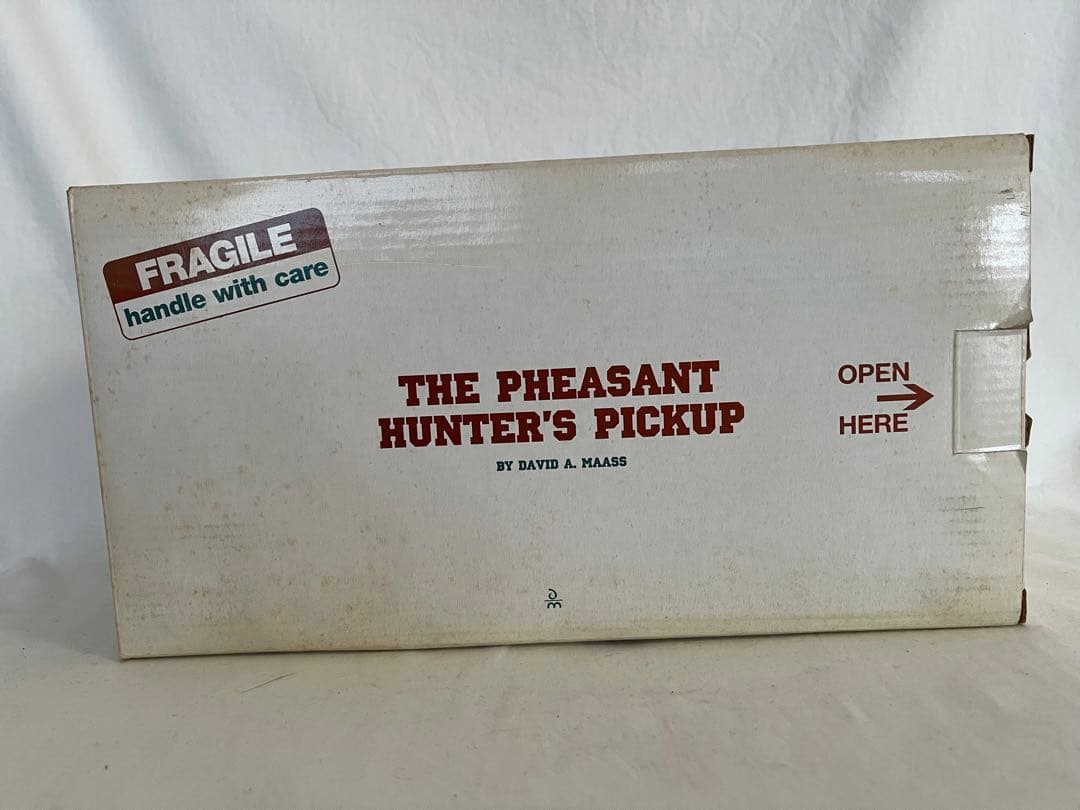 FRAGILE
handle with care
THE PHEASANT
HUNTER'S PICKUP
BY DAVID A. MAASS
OPEN
HERE